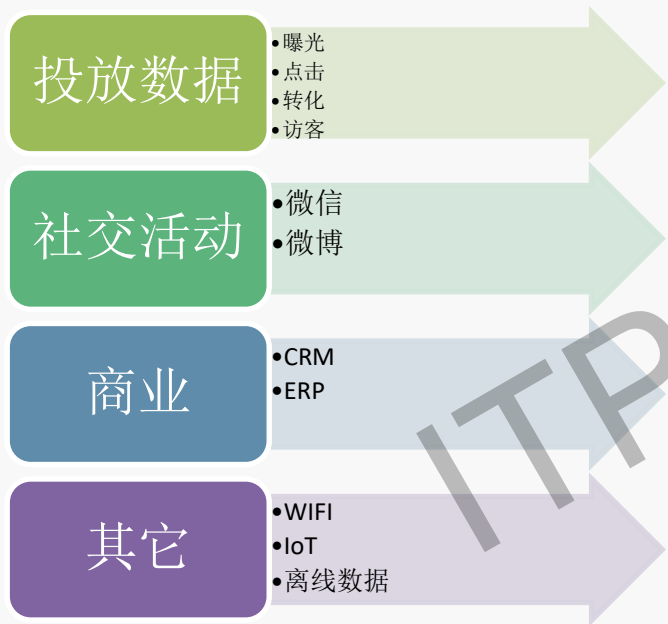 投放数据
•曝光
•点击
•转化
•访客
社交活动
•微信
•微博
商业
•CRM
•ERP
其它
•WIFI
•IoT
•离线数据
ITP